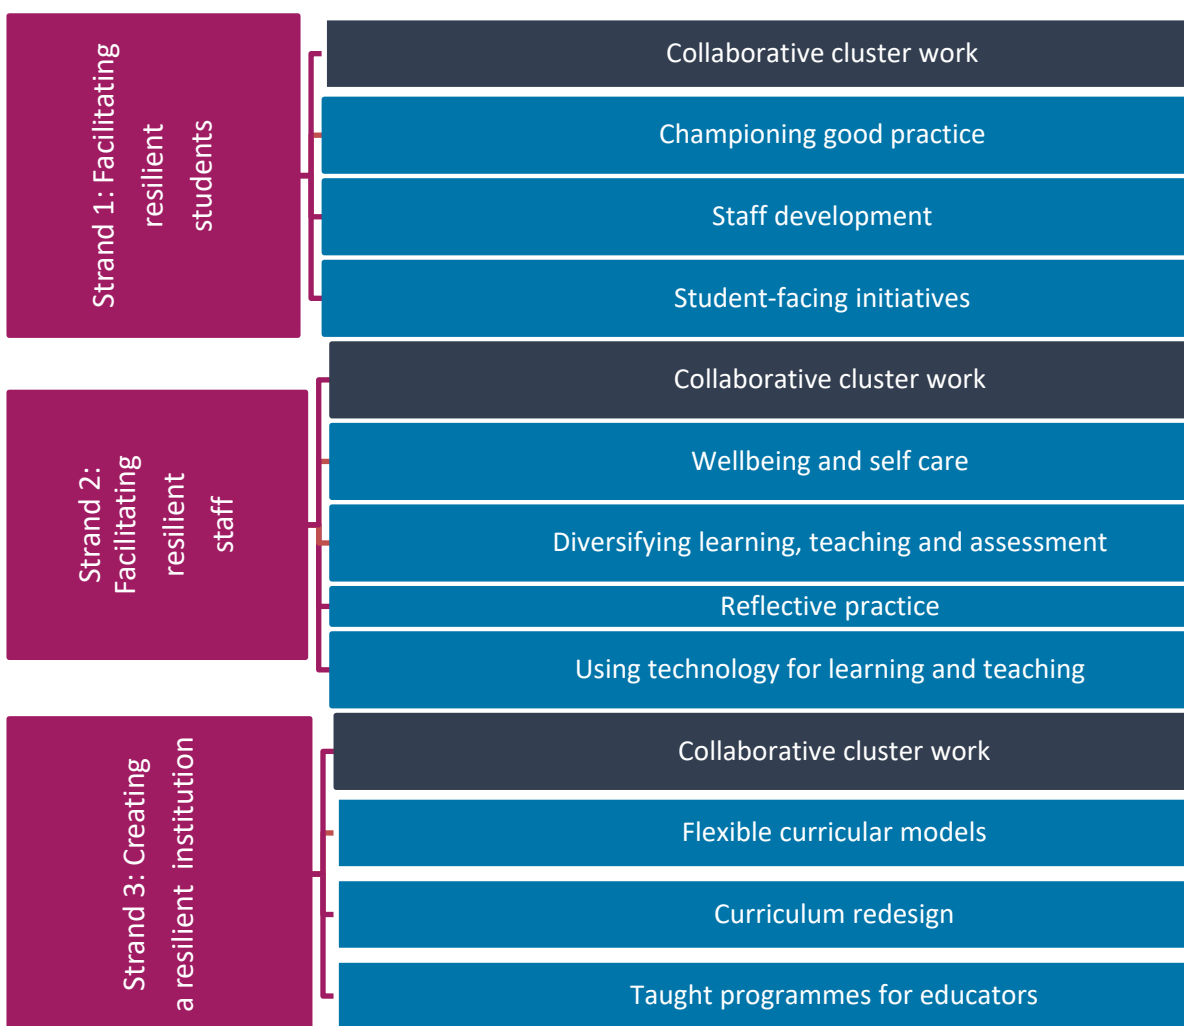 Strand 1: Facilitating
resilient
students
Collaborative cluster work
Championing good practice
Staff development
Student-facing initiatives
Strand 2:
Facilitating
resilient
staff
Collaborative cluster work
Wellbeing and self care
Diversifying learning, teaching and assessment
Reflective practice
Using technology for learning and teaching
Strand 3: Creating
a resilient institution
Collaborative cluster work
Flexible curricular models
Curriculum redesign
Taught programmes for educators